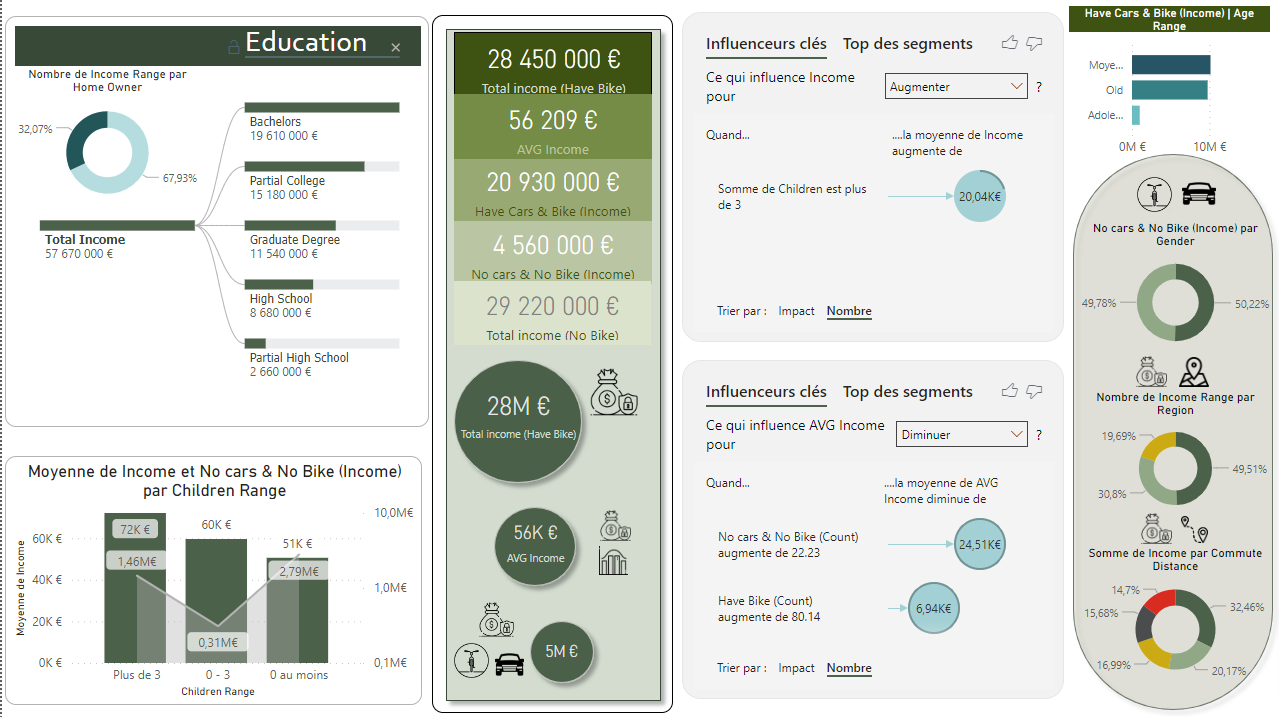 Education
Nombre de Income Range par
Home Owner
32,07%
67,93%
Total Income
57 670 000 €
Bachelors
19 610 000 €
Partial College
15 180 000 €
Graduate Degree
11 540 000 €
High School
8 680 000 €
Partial High School
2 660 000 €
Moyenne de Income et No cars & No Bike (Income)
par Children Range
Moyenne de Income
60K €
40K €
20K €
0K €
72K €
60K €
51K €
1,46M€
0,31M€
2,79M€
10,0M€
1,0M€
0,1M€
Plus de 3
0 - 3
0 au moins
Children Range
28 450 000 €
Total income (Have Bike)
56 209 €
AVG Income
20 930 000 €
Have Cars & Bike (Income)
4 560 000 €
No cars & No Bike (Income)
29 220 000 €
Total income (No Bike)
28M €
Total income (Have Bike)
56K €
AVG Income
5M €
Influenceurs clés
Top des segments
Ce qui influence Income
pour
Augmenter
?
Quand...
....la moyenne de Income
augmente de
Somme de Children est plus
de 3
20,04K€
Trier par :
Impact
Nombre
Influenceurs clés
Top des segments
Ce qui influence AVG Income
pour
Diminuer
?
Quand...
....la moyenne de AVG
Income diminue de
No cars & No Bike (Count)
augmente de 22.23
24,51K€
Have Bike (Count)
augmente de 80.14
6,94K€
Trier par :
Impact
Nombre
Have Cars & Bike (Income) | Age
Range
Moye...
Old
Adole...
0M €
10M €
No cars & No Bike (Income) par
Gender
49,78%
50,22%
Nombre de Income Range par
Region
19,69%
49,51%
30,8%
Somme de Income par Commute
Distance
14,7%
32,46%
15,68%
16,99%
20,17%